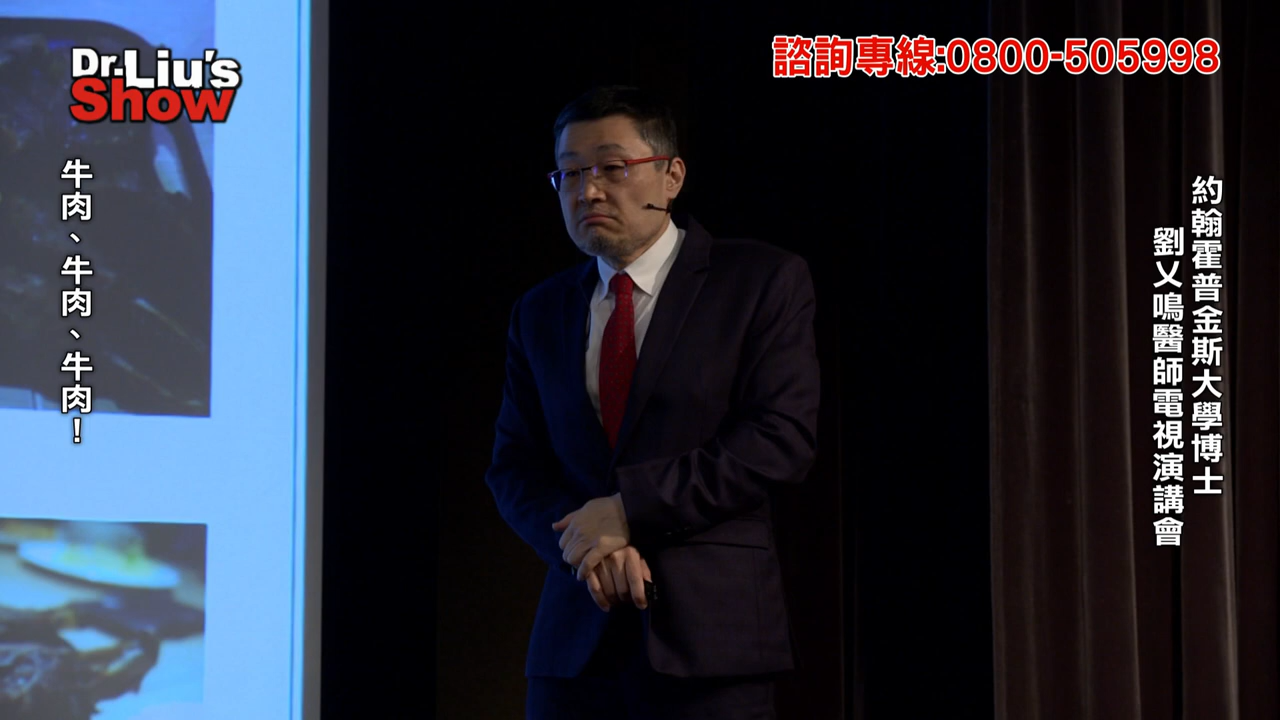 Dr.Liu's
Show
諮詢專線:0800-505998
牛肉、牛肉、牛肉！
約翰霍普金斯大學博士
劉乂鳴醫師電視演講會